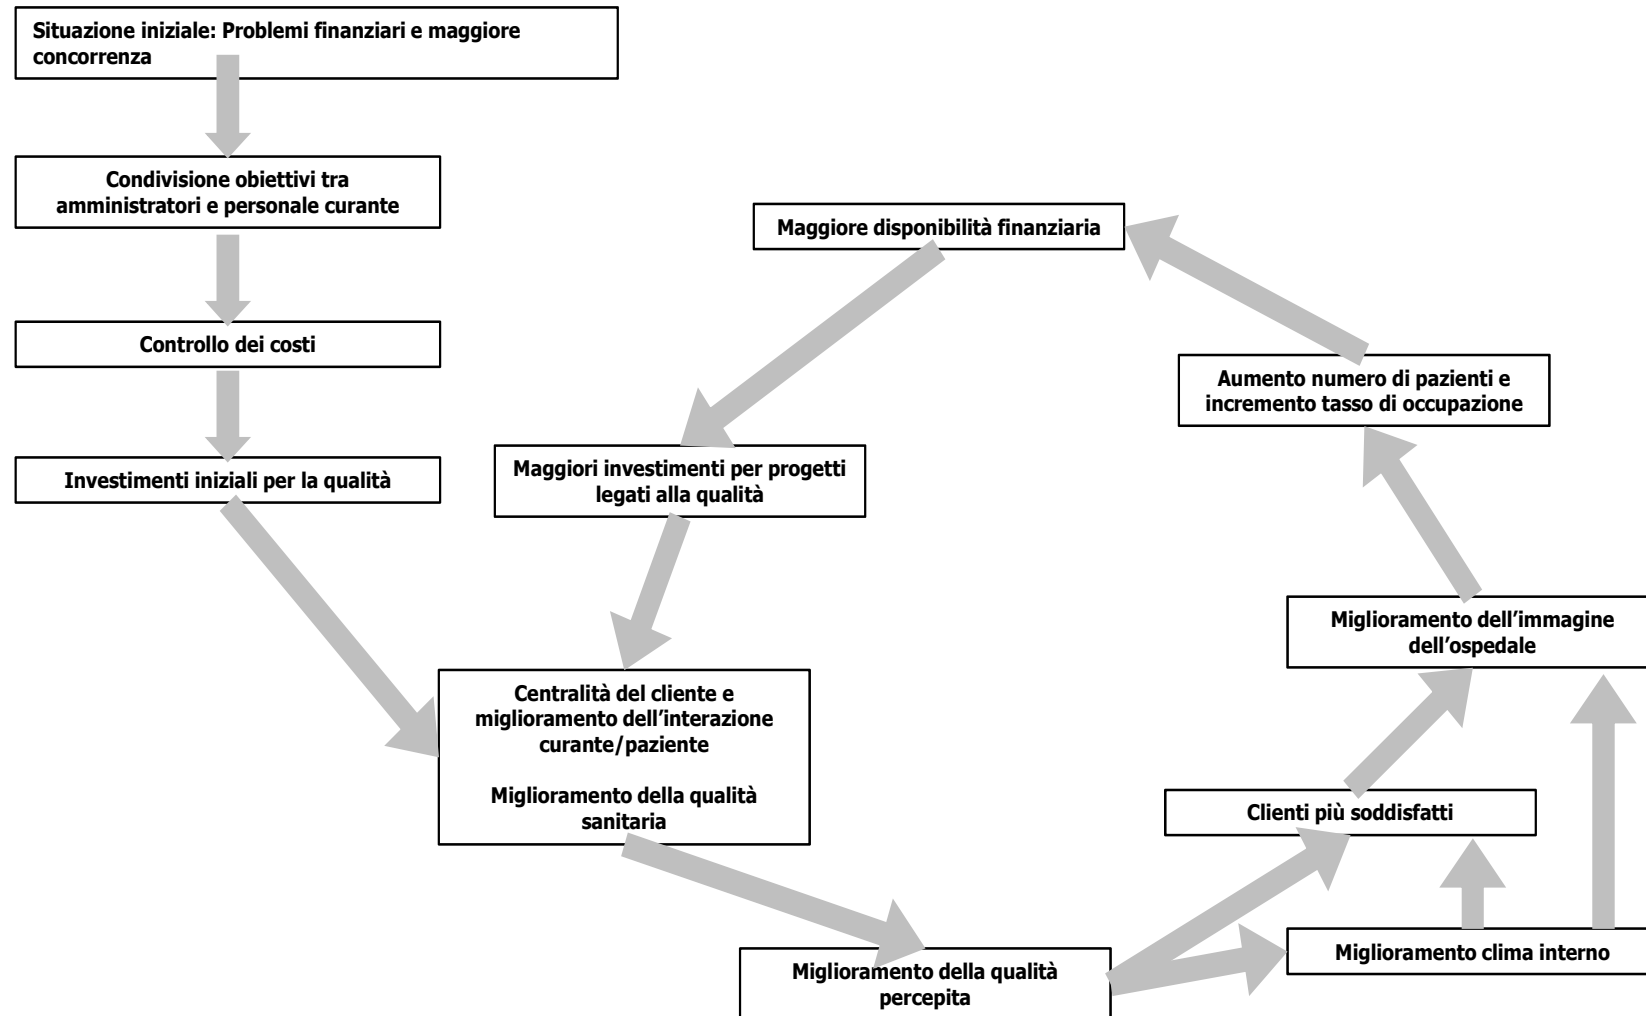 Situazione iniziale: Problemi finanziari e maggiore
concorrenza
Condivisione obiettivi tra
amministratori e personale curante
Controllo dei costi
Investimenti iniziali per la qualità
Maggiore disponibilità finanziaria
Maggiori investimenti per progetti
legati alla qualità
Centralità del cliente e
miglioramento dell’interazione
curante/paziente
Miglioramento della qualità
sanitaria
Miglioramento della qualità
percepita
Aumento numero di pazienti e
incremento tasso di occupazione
Miglioramento dell’immagine
dell’ospedale
Clienti più soddisfatti
Miglioramento clima interno